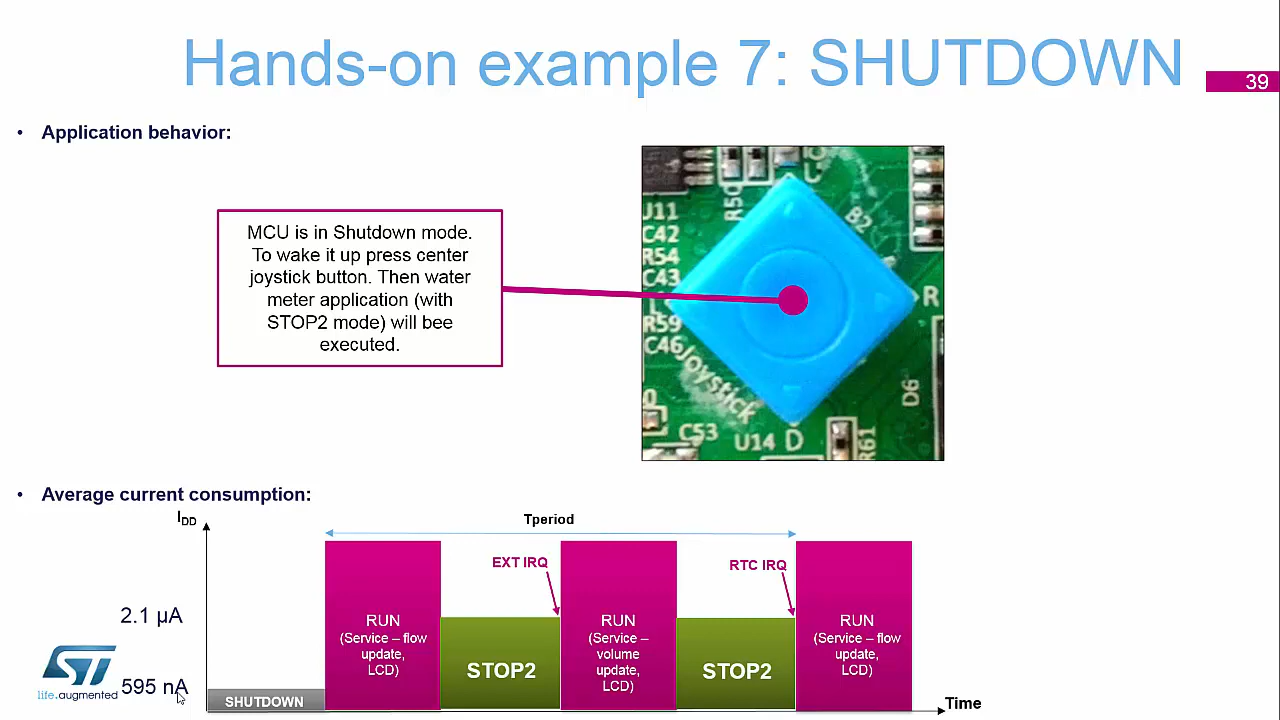 Hands-on example 7: SHUTDOWN
39
• Application behavior:
MCU is in Shutdown mode.
To wake it up press center
joystick button. Then water
meter application (with
STOP2 mode) will bee
executed.
J11
C42
R54
C43
R59
C46
R50
B2
R
Joystick
D6
C53
U14 D
R61
• Average current consumption:
IDD
Tperiod
EXT IRQ
RTC IRQ
2.1 µA
RUN
(Service – flow
update,
LCD)
STOP2
RUN
(Service –
volume
update,
LCD)
STOP2
RUN
(Service – flow
update,
LCD)
ST
life.augmented
595 nA
SHUTDOWN
Time